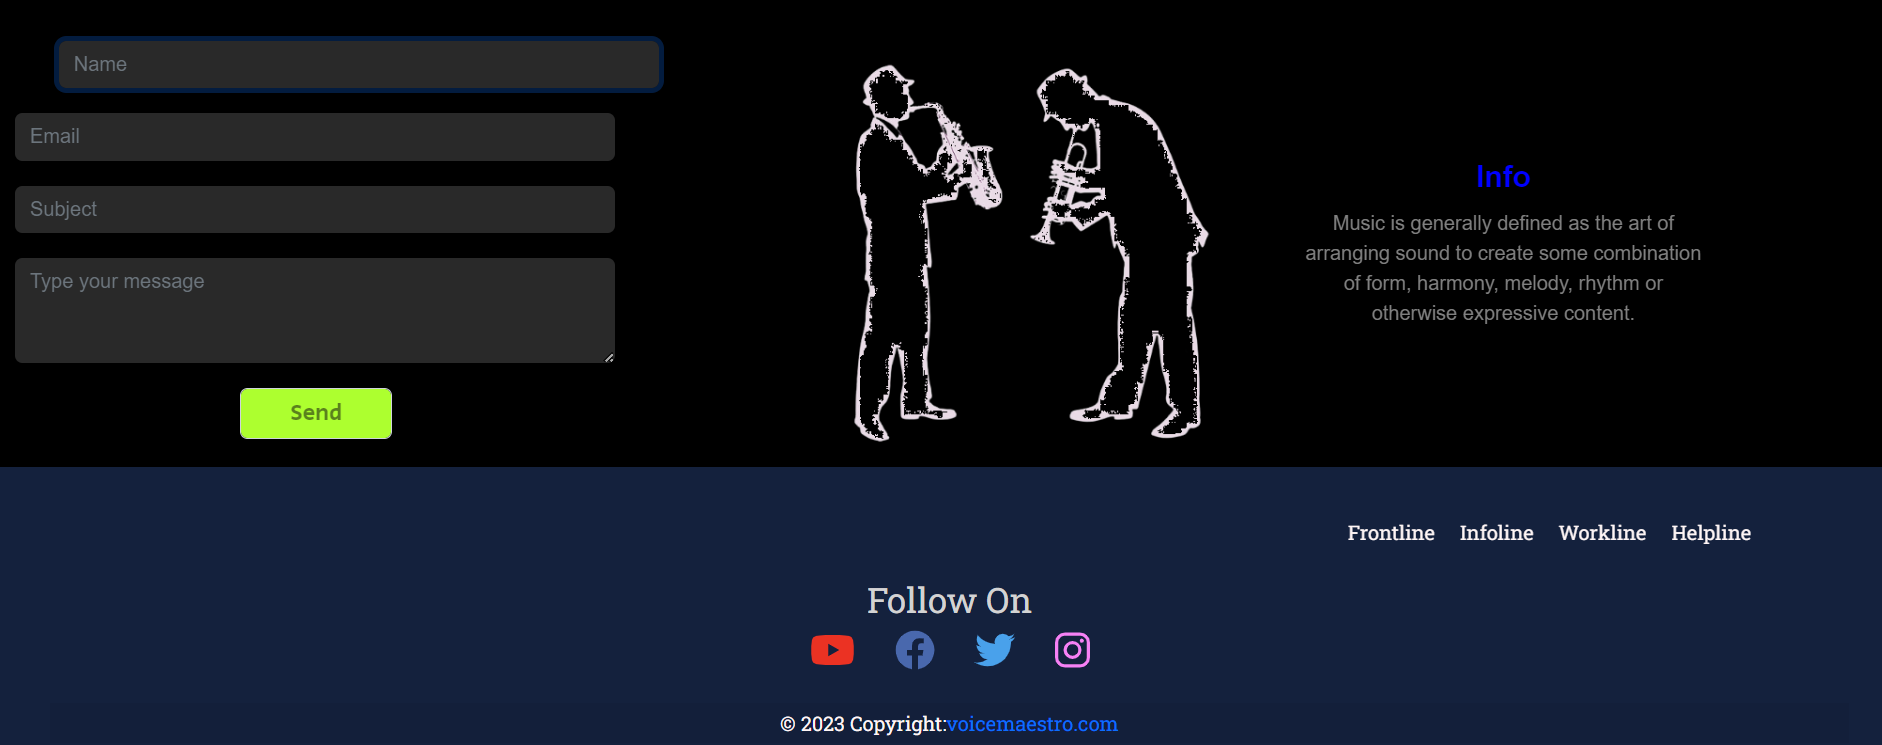 Name
Email
Subject
Type your message
Send
Info
Music is generally defined as the art of
arranging sound to create some combination
of form, harmony, melody, rhythm or
otherwise expressive content.
Frontline Infoline Workline Helpline
Follow On
© 2023 Copyright:voicemaestro.com